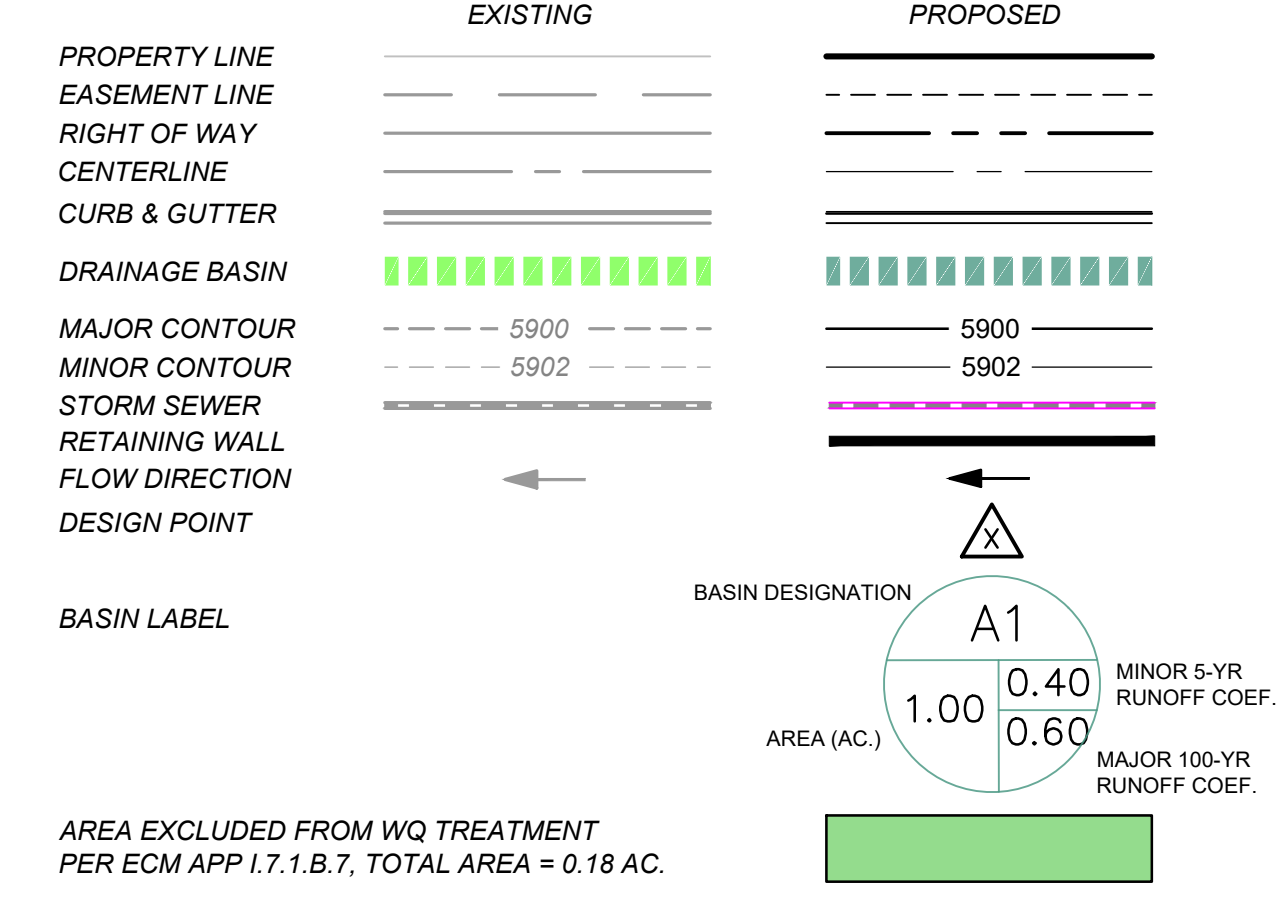 EXISTING PROPOSED
PROPERTY LINE
EASEMENT LINE
RIGHT OF WAY
CENTERLINE
CURB & GUTTER
DRAINAGE BASIN
MAJOR CONTOUR 5900 5900
MINOR CONTOUR 5902 5902
STORM SEWER
RETAINING WALL
FLOW DIRECTION
DESIGN POINT X
BASIN LABEL
BASIN DESIGNATION
A1
1.00
0.40
0.60
MINOR 5-YR
RUNOFF COEF.
AREA (AC.)
MAJOR 100-YR
RUNOFF COEF.
AREA EXCLUDED FROM WQ TREATMENT
PER ECM APP I.7.1.B.7, TOTAL AREA = 0.18 AC.